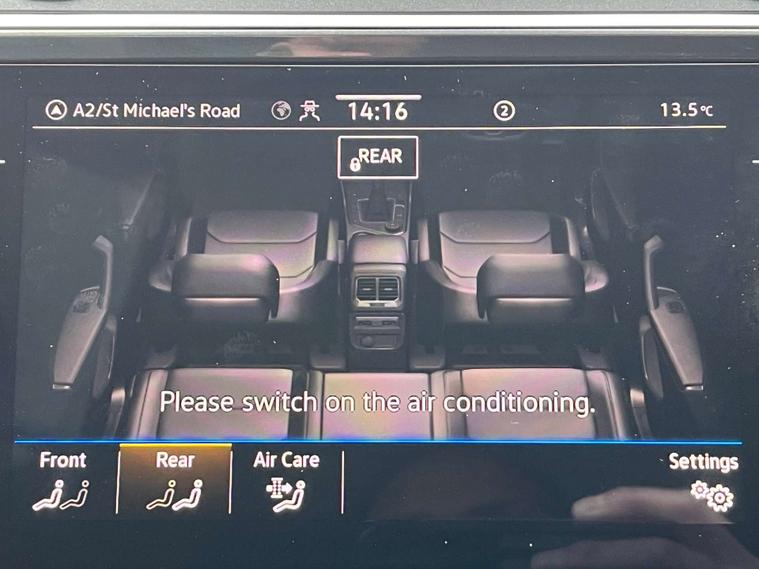 A2/St Michael's Road
14:16
2
13.5°C
REAR
Please switch on the air conditioning.
Front
Rear
Air Care
Settings